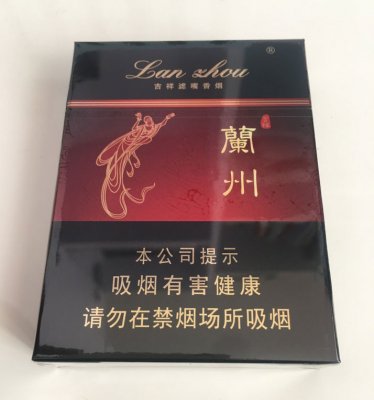 Lan zhou
®
吉祥滤嘴香烟
蘭州
本公司提示
吸烟有害健康
请勿在禁烟场所吸烟